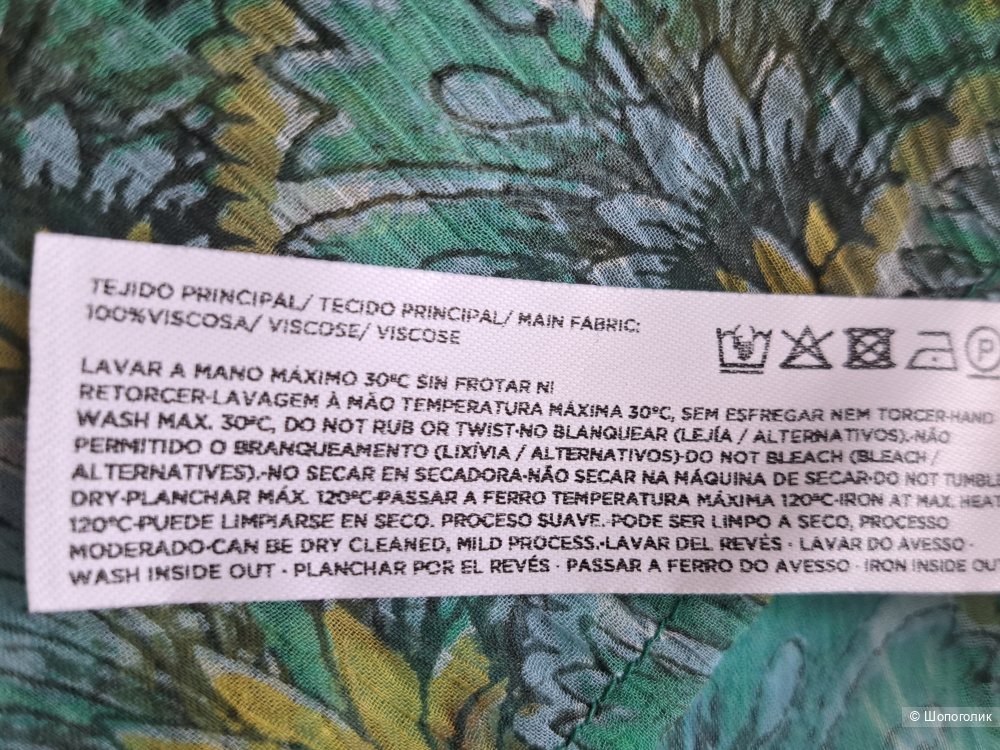 TEJIDO PRINCIPAL/ TECIDO PRINCIPAL/ MAIN FABRIC:
100%VISCOSA/ VISCOSE/ VISCOSE
P
LAVAR A MANO MÁXIMO 30ºC SIN FROTAR NI
RETORCER-LAVAGEM À MÃO TEMPERATURA MÁXIMA 30ºC, SEM ESFREGAR NEM TORCER-HAND
WASH MAX. 30ºC, DO NOT RUB OR TWIST-NO BLANQUEAR (LEJÍA / ALTERNATIVOS).-NÃO
PERMITIDO O BRANQUEAMENTO (LIXÍVIA / ALTERNATIVOS)-DO NOT BLEACH (BLEACH /
ALTERNATIVES).-NO SECAR EN SECADORA-NÃO SECAR NA MÁQUINA DE SECAR-DO NOT TUMBLE
DRY-PLANCHAR MÁX. 120ºC-PASSAR A FERRO TEMPERATURA MÁXIMA 120ºC-IRON AT MAX. HEAT
120ºC-PUEDE LIMPIARSE EN SECO. PROCESO SUAVE.-PODE SER LIMPO A SECO, PROCESSO
MODERADO-CAN BE DRY CLEANED, MILD PROCESS.-LAVAR DEL REVÉS · LAVAR DO AVESSO ·
WASH INSIDE OUT · PLANCHAR POR EL REVÉS · PASSAR A FERRO DO AVESSO · IRON INSIDE OUT
© Шопоголик